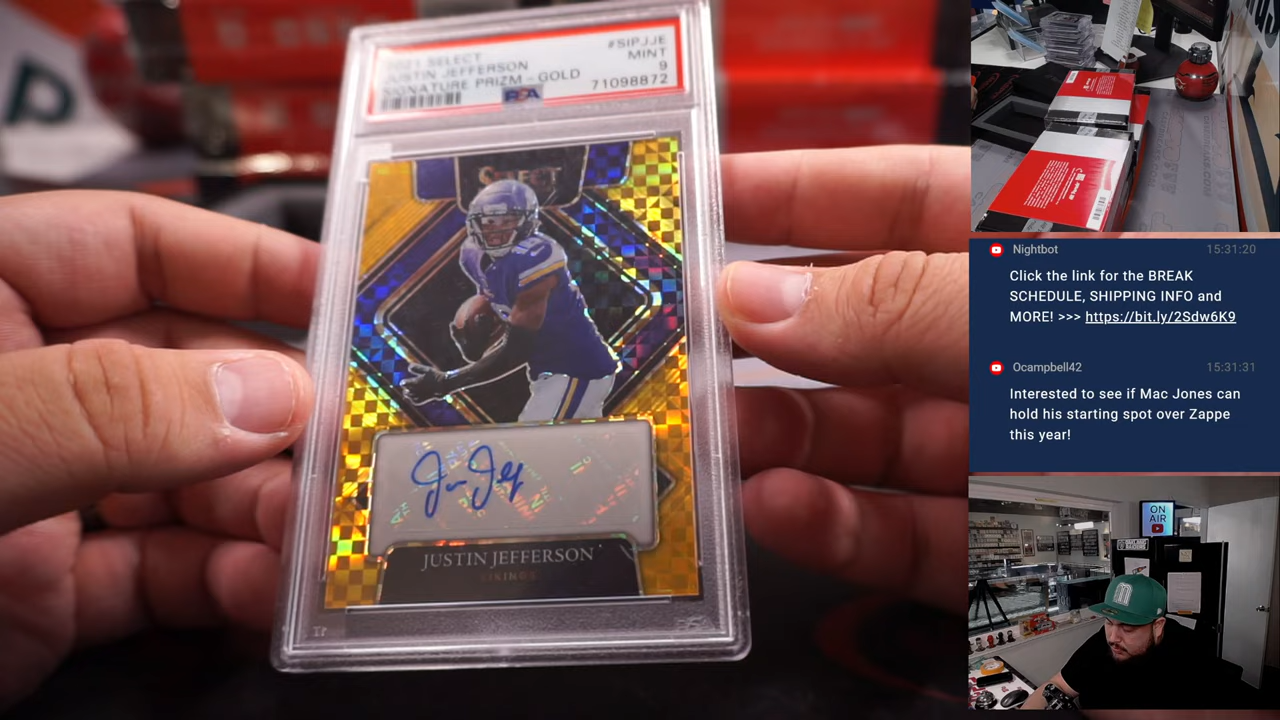 2021 SELECT #SIPJJE
JUSTIN JEFFERSON MINT
SIGNATURE PRIZM - GOLD 9
PSA 71098872
SELECT
JUSTIN JEFFERSON
VIKINGS
Nightbot 15:31:20
Click the link for the BREAK
SCHEDULE, SHIPPING INFO and
MORE! >>> https://bit.ly/2Sdw6K9
Ocampbell42 15:31:31
Interested to see if Mac Jones can
hold his starting spot over Zappe
this year!
ON
AIR